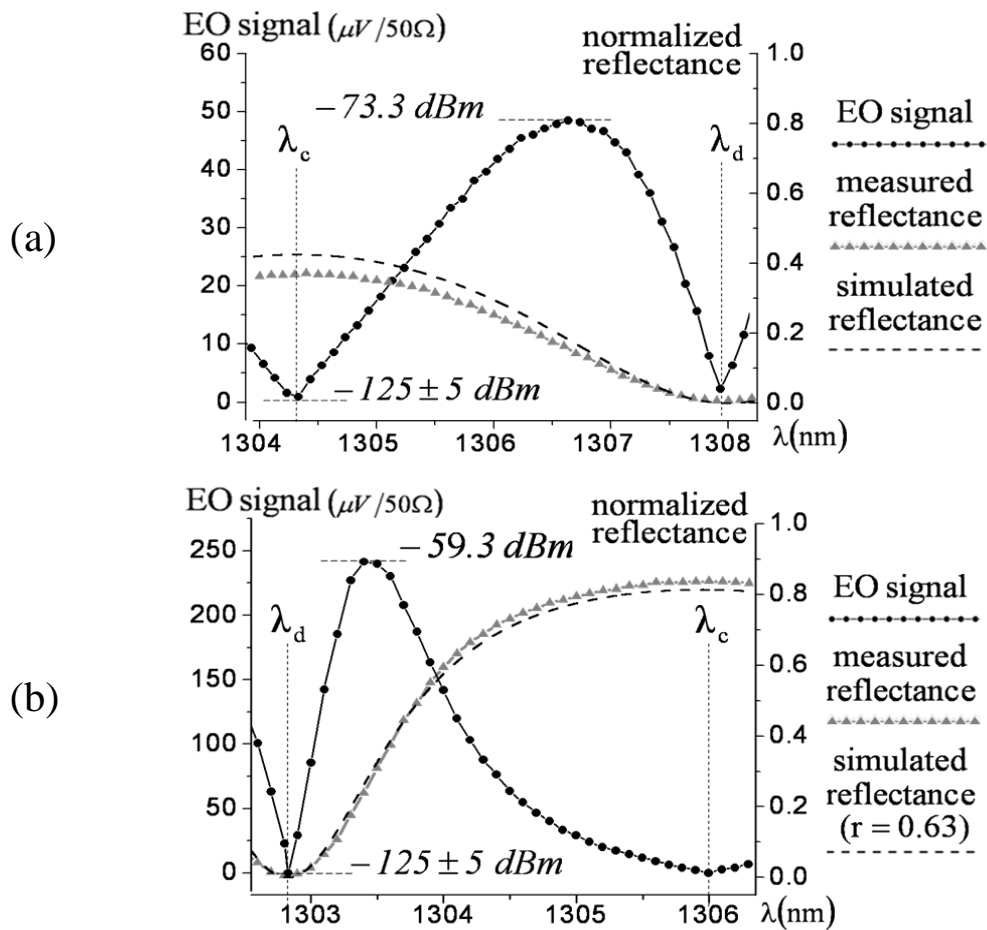 (a)
EO signal (μV/50Ω)
normalized
reflectance
60
50
40
30
20
10
0
1.0
0.8
0.6
0.4
0.2
0.0
−73.3 dBm
λc
λd
−125 ± 5 dBm
1304
1305
1306
1307
1308
λ(nm)
EO signal
measured
reflectance
simulated
reflectance
(b)
EO signal (μV/50Ω)
normalized
reflectance
250
200
150
100
50
0
1.0
0.8
0.6
0.4
0.2
0.0
−59.3 dBm
λd
λc
−125 ± 5 dBm
1303
1304
1305
1306
λ(nm)
EO signal
measured
reflectance
simulated
reflectance
(r = 0.63)